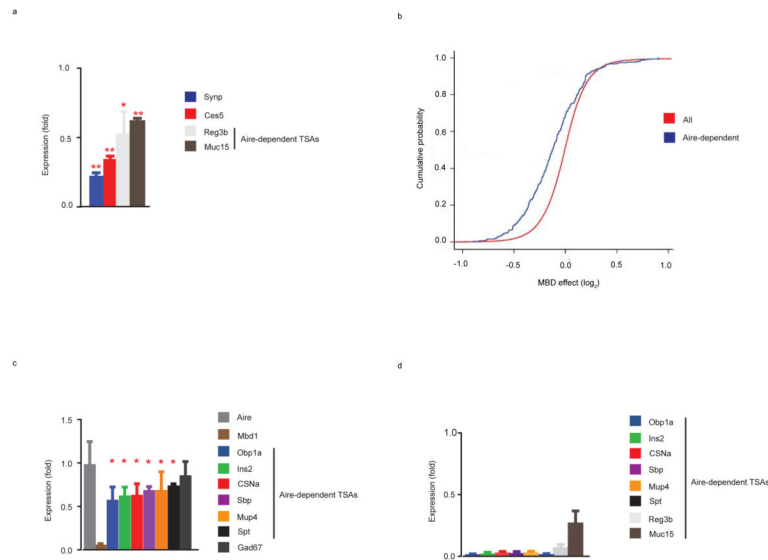 a
Expression (fold)
1.0
0.5
0.0
**
**
*
**
Synp
Ces5
Reg3b
Muc15
Aire-dependent TSAs
b
Cumulative probability
1.0
0.8
0.6
0.4
0.2
0.0
-1.0 -0.5 0.0 0.5 1.0
MBD effect (log2)
All
Aire-dependent
c
Expression (fold)
1.5
1.0
0.5
0.0
* * * * * *
Aire
Mbd1
Obp1a
Ins2
CSNa
Sbp
Mup4
Spt
Gad67
Aire-dependent TSAs
d
Expression (fold)
1.0
0.5
0.0
Obp1a
Ins2
CSNa
Sbp
Mup4
Spt
Reg3b
Muc15
Aire-dependent TSAs